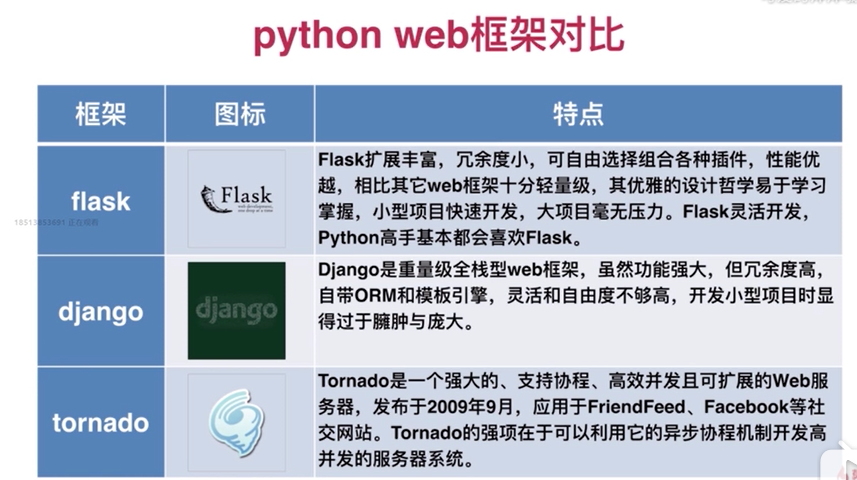 python web框架对比
框架
图标
特点
flask
Flask
web development,
one drop at a time
Flask扩展丰富，冗余度小，可自由选择组合各种插件，性能优
越，相比其它web框架十分轻量级，其优雅的设计哲学易于学习
掌握，小型项目快速开发，大项目毫无压力。Flask灵活开发，
Python高手基本都会喜欢Flask。
django
django
Django是重量级全栈型web框架，虽然功能强大，但冗余度高，
自带ORM和模板引擎，灵活和自由度不够高，开发小型项目时显
得过于臃肿与庞大。
tornado
Tornado是一个强大的、支持协程、高效并发且可扩展的Web服
务器，发布于2009年9月，应用于FriendFeed、Facebook等社
交网站。Tornado的强项在于可以利用它的异步协程机制开发高
并发的服务器系统。